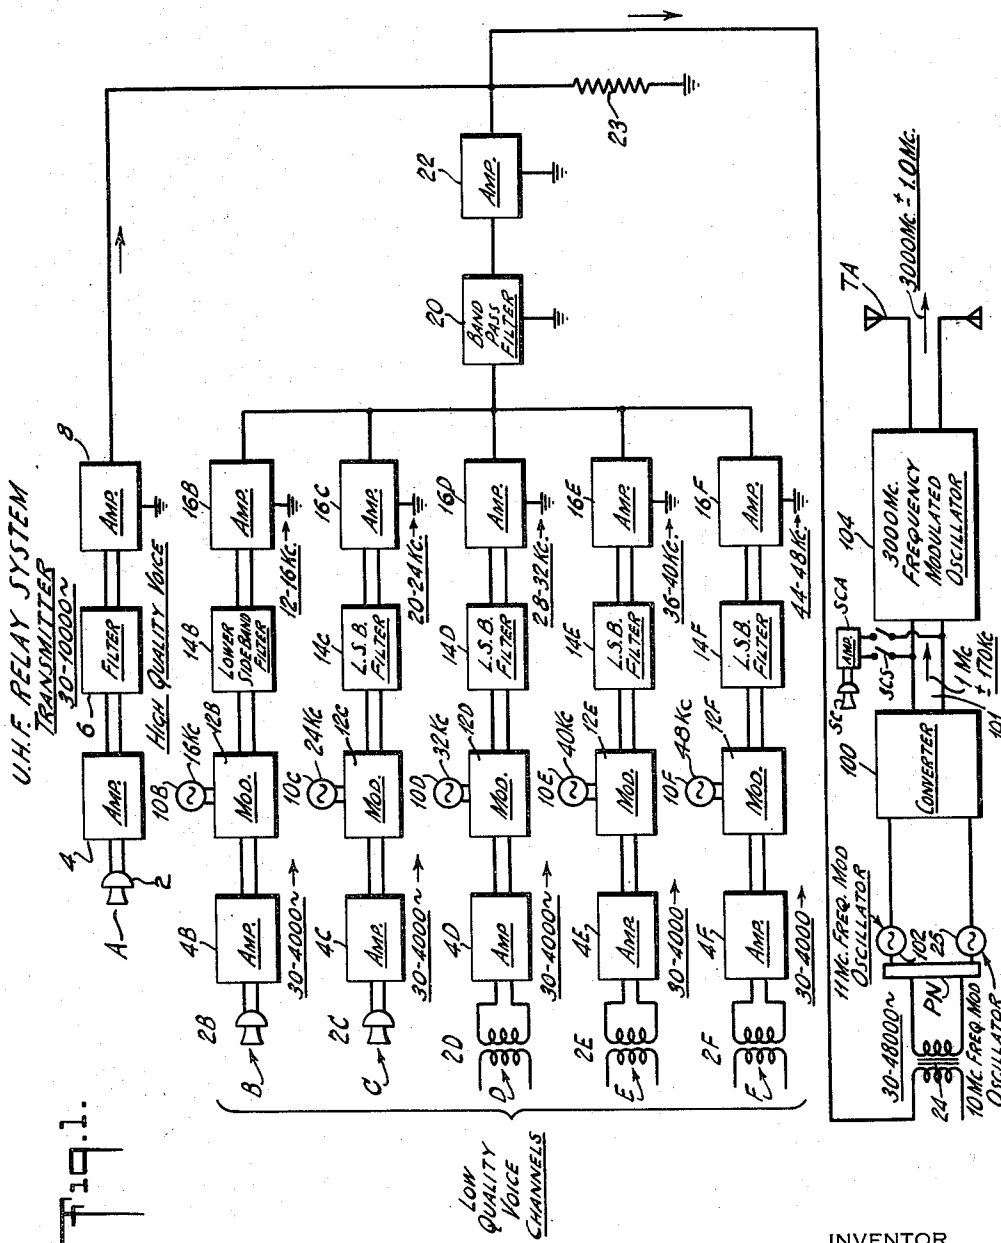 Fig.1.
U.H.F. RELAY SYSTEM
TRANSMITTER
30-10000~
A
2
4
AMP.
6
FILTER
8
AMP.
HIGH QUALITY VOICE
LOW
QUALITY
VOICE
CHANNELS
B
2B
4B
AMP.
30-4000~
10B
16KC
12B
MOD.
14B
LOWER
SIDEBAND
FILTER
16B
AMP.
12-16KC.
C
2C
4C
AMP.
30-4000~
10C
24KC
12C
MOD.
14C
L.S.B.
FILTER
16C
AMP.
20-24KC.
D
2D
4D
AMP.
30-4000~
10D
32KC
12D
MOD.
14D
L.S.B.
FILTER
16D
AMP.
28-32KC.
E
2E
4E
AMP.
30-4000
10E
40KC
12E
MOD.
14E
L.S.B.
FILTER
16E
AMP.
36-40KC.
F
2F
4F
AMP.
30-4000
10F
48KC
12F
MOD.
14F
L.S.B.
FILTER
16F
AMP.
44-48KC.
20
BAND
PASS
FILTER
22
AMP.
23
30-48000~
24
PN
11MC. FREQ. MOD
OSCILLATOR
102
25
10MC FREQ. MOD
OSCILLATOR
100
CONVERTER
101
1 MC
± 170KC
SC
AMP.
SCA
SCS
104
3000MC.
FREQUENCY
MODULATED
OSCILLATOR
TA
3000MC. ± 1.0MC.
INVENTOR